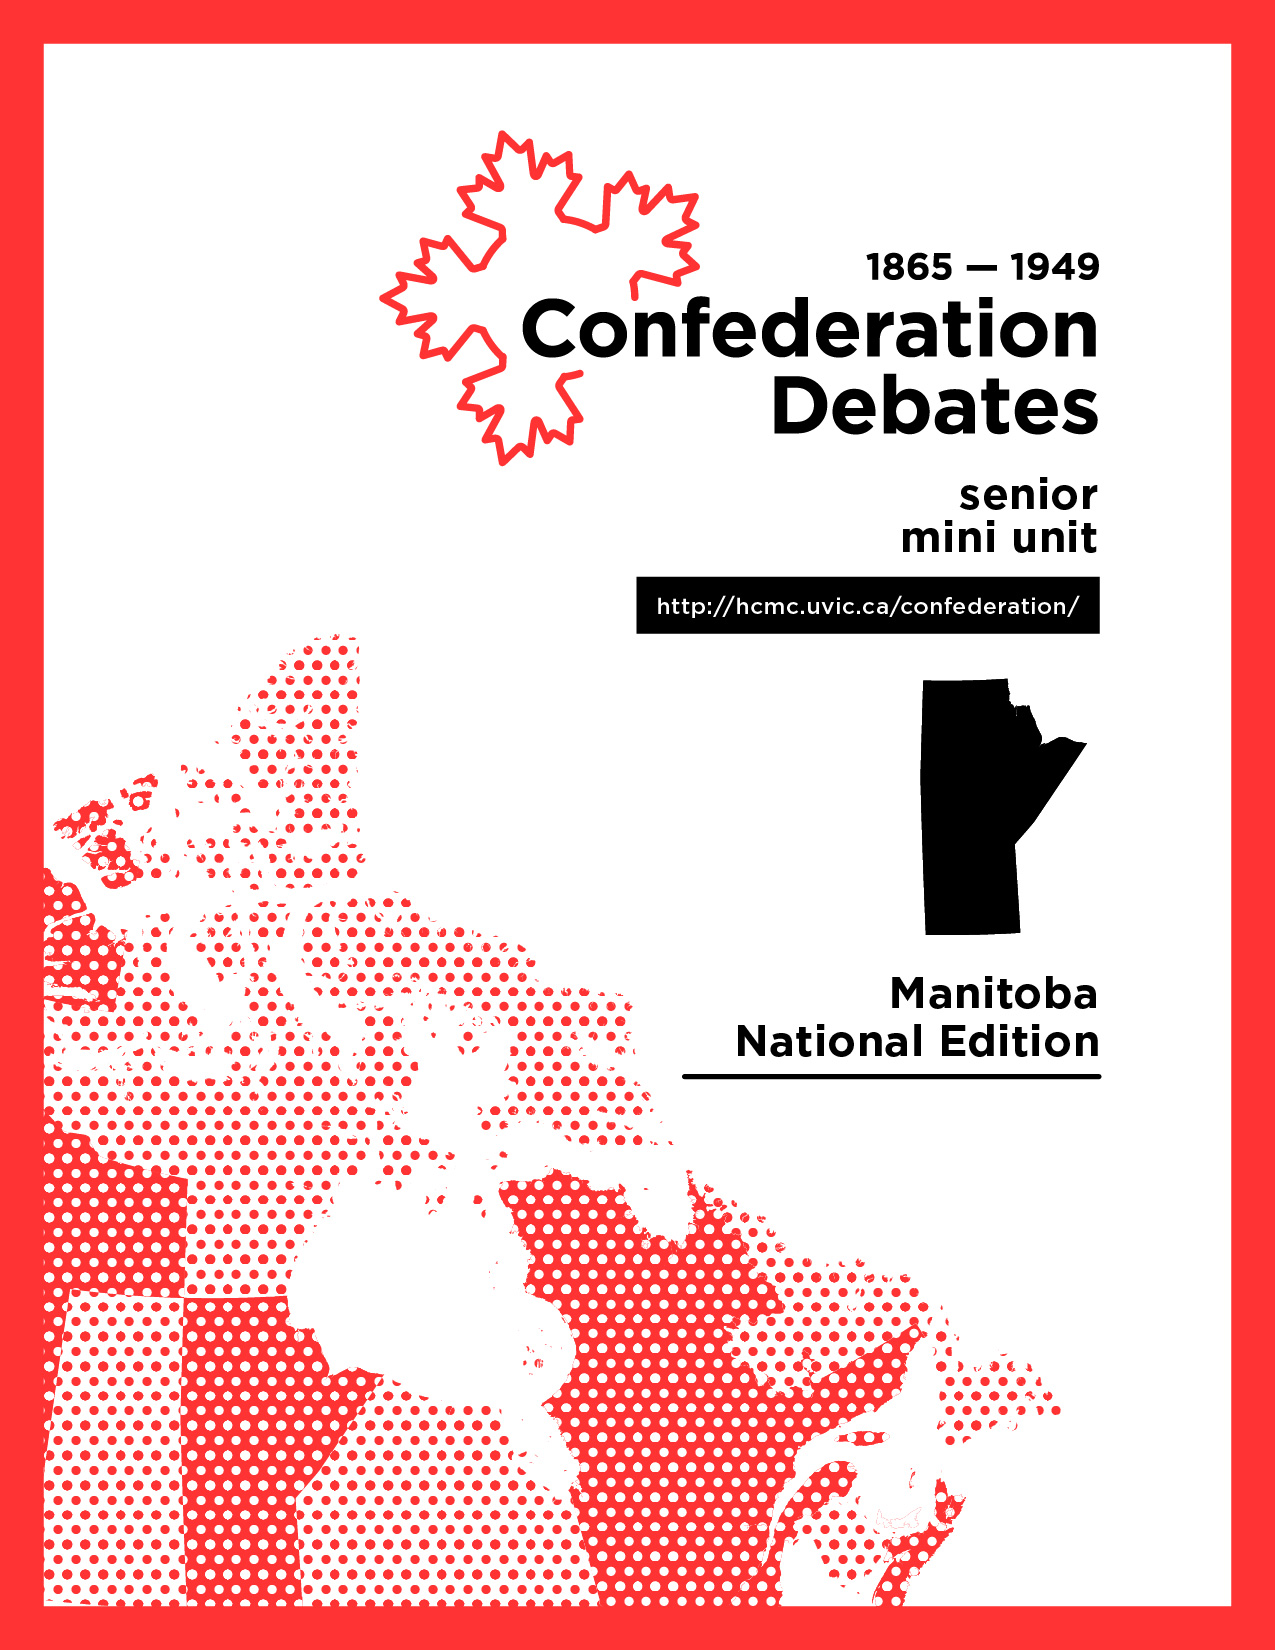 1865 — 1949
Confederation
Debates
senior
mini unit
http://hcmc.uvic.ca/confederation/
Manitoba
National Edition